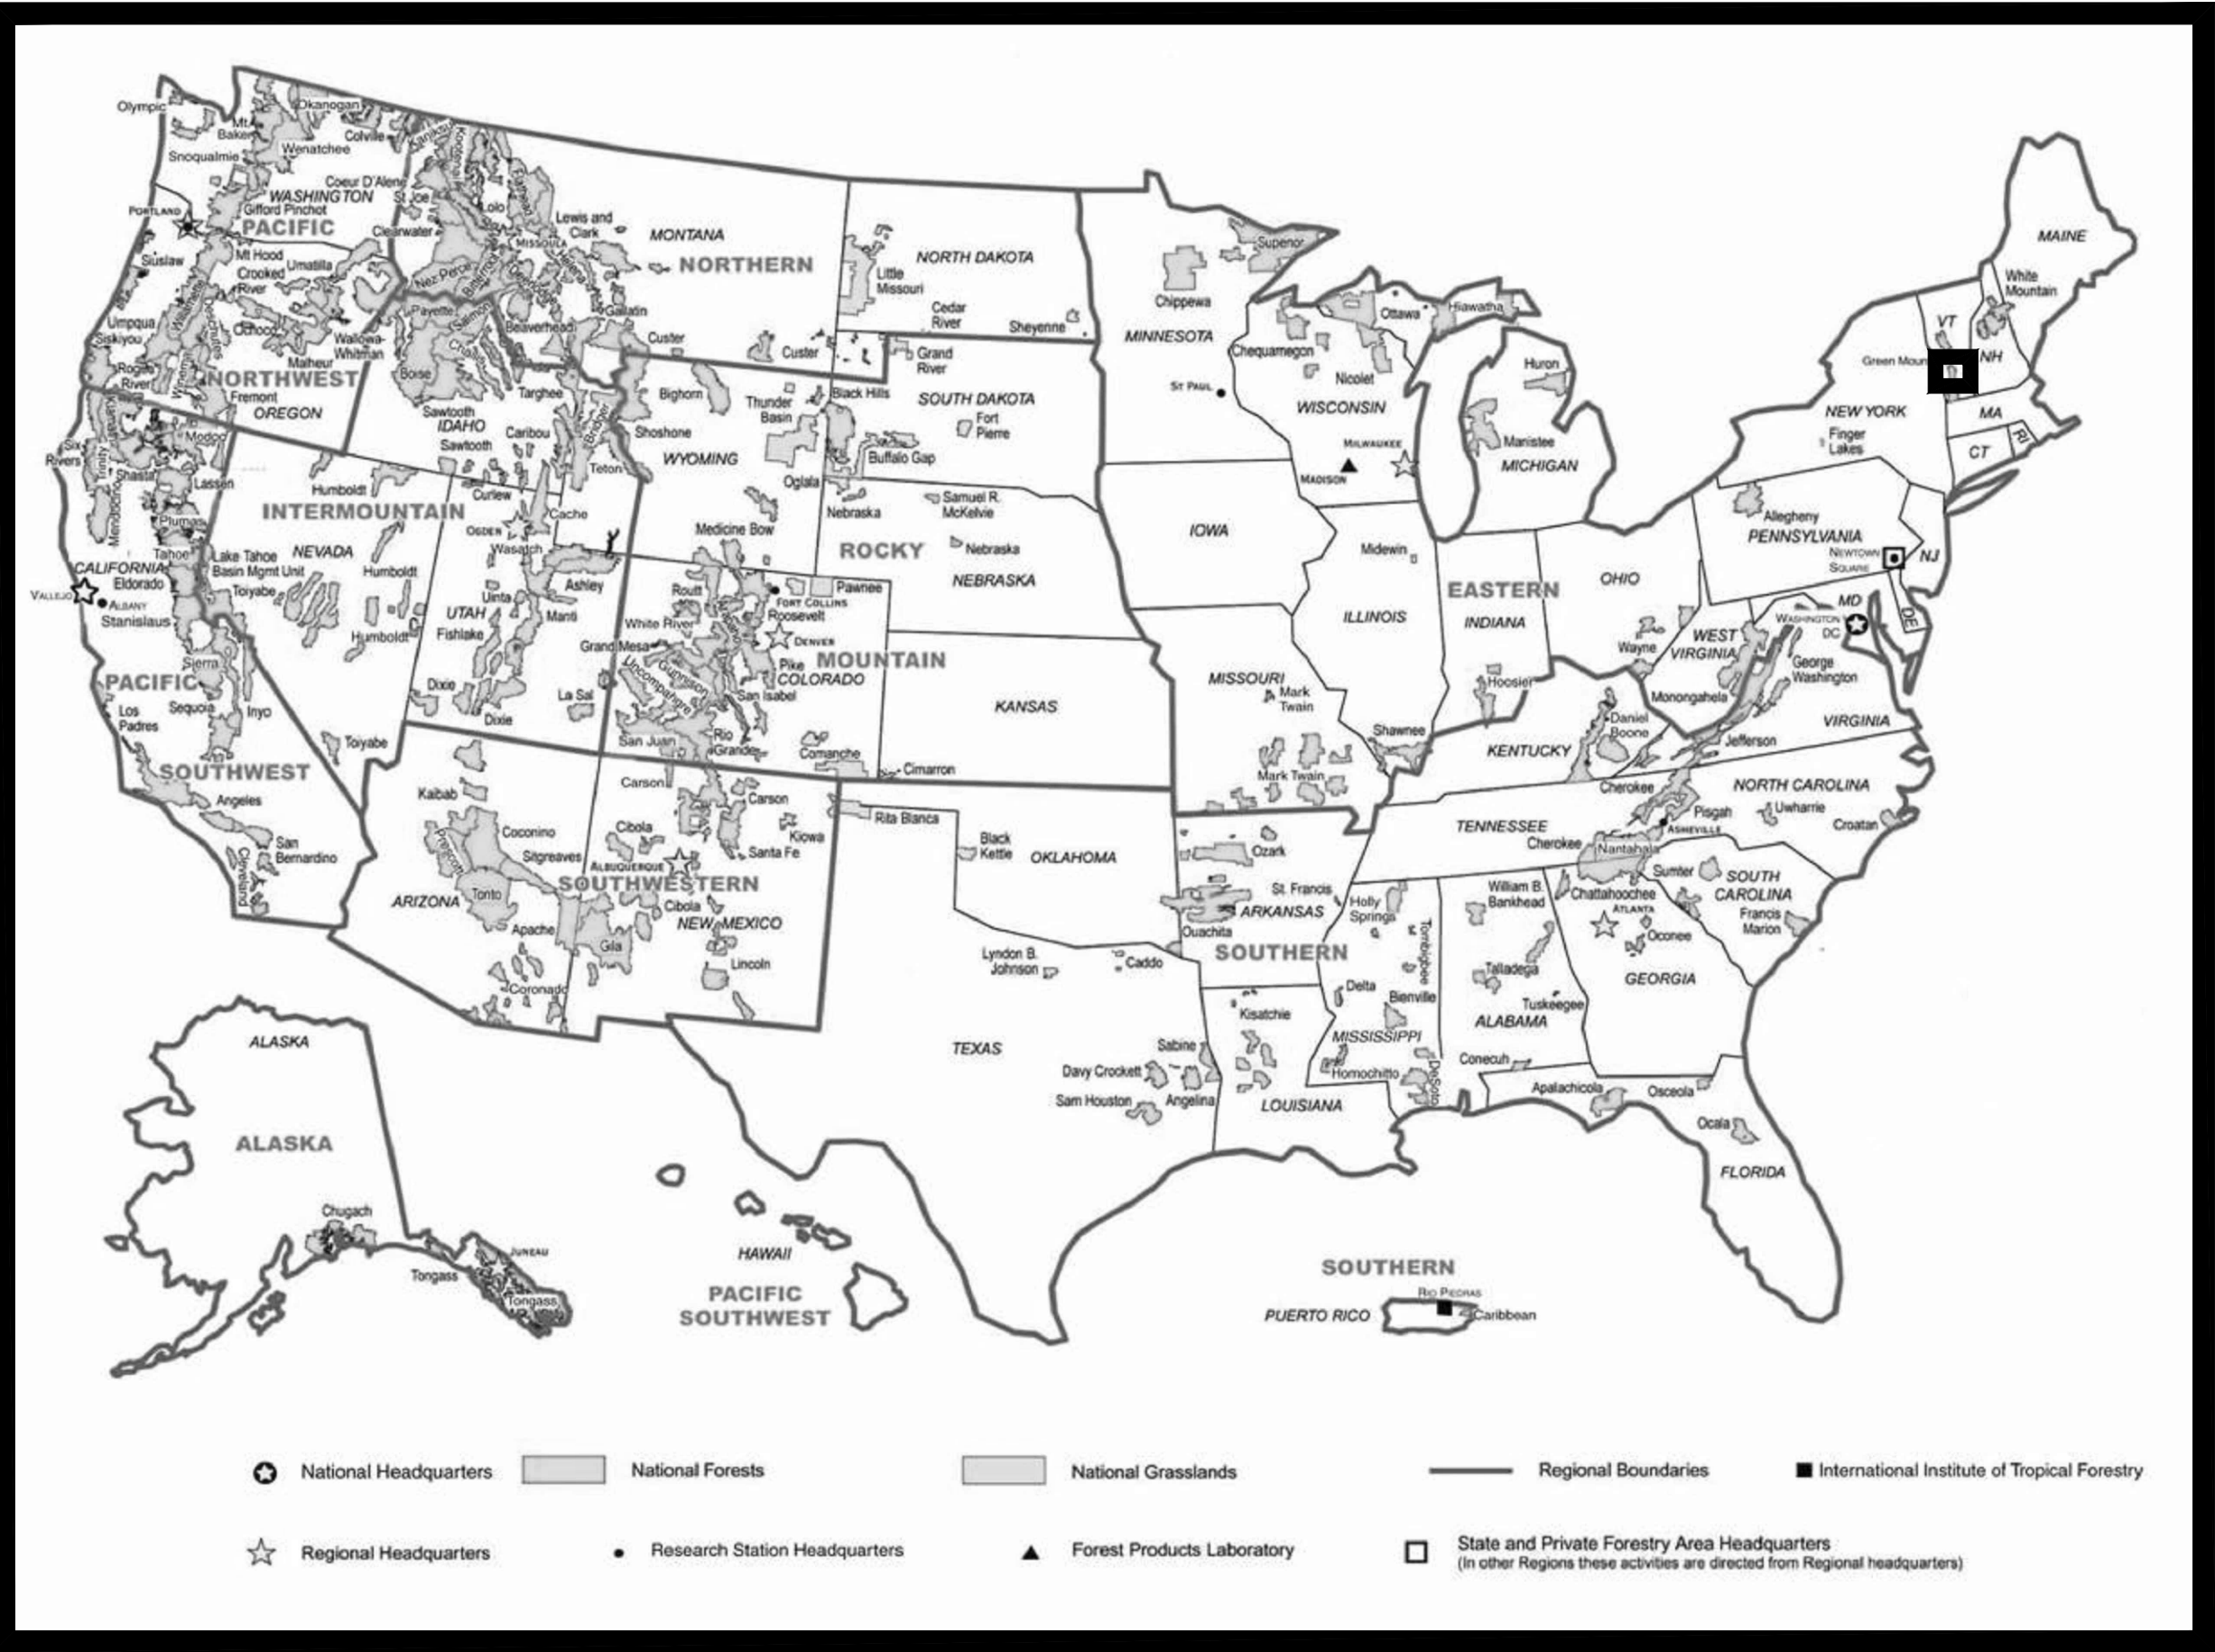 Olympic
Okanogan
Mt.
Baker
Colville
Kaniksu
Kootenai
Snoqualmie
Wenatchee
Coeur D'Alene
WASHINGTON
St Joe
Lolo
Flathead
PORTLAND
Gifford Pinchot
PACIFIC
Clearwater
Lewis and
Clark
MISSOULA
MONTANA
NORTHERN
Siuslaw
Mt Hood
Umatilla
Crooked
River
Nez Perce
Bitterroot
Deerlodge
Helena
Willamette
Deschutes
Ochoco
Payette
Salmon
Beaverhead
Gallatin
Umpqua
Siskiyou
Wallowa-
Whitman
Malheur
Challis
Custer
Custer
Rogue
River
Winema
NORTHWEST
Fremont
OREGON
Boise
Targhee
Sawtooth
IDAHO
Sawtooth
Caribou
Bridger
Teton
Curlew
Cache
Bighorn
Shoshone
WYOMING
Thunder
Basin
Black Hills
Oglala
Medicine Bow
NORTH DAKOTA
Little
Missouri
Cedar
River
Sheyenne
Grand
River
SOUTH DAKOTA
Fort
Pierre
Buffalo Gap
Samuel R.
McKelvie
Nebraska
Nebraska
ROCKY
NEBRASKA
Superior
Chippewa
MINNESOTA
ST PAUL
Ottawa
Hiawatha
Chequamegon
Nicolet
WISCONSIN
MILWAUKEE
MADISON
Huron
Manistee
MICHIGAN
MAINE
White
Mountain
VT
Green Moun
NH
NEW YORK
Finger
Lakes
MA
CT
RI
Allegheny
PENNSYLVANIA
NEWTOWN
SQUARE
NJ
Klamath
Six
Rivers
Trinity
Shasta
Modoc
Lassen
Mendocino
Plumas
Tahoe
Humboldt
INTERMOUNTAIN
OGDEN
Wasatch
Lake Tahoe
Basin Mgmt Unit
NEVADA
Humboldt
CALIFORNIA
Eldorado
Toiyabe
VALLEJO
ALBANY
Stanislaus
Humboldt
Uinta
Ashley
UTAH
Manti
Fishlake
Dixie
Dixie
La Sal
Sierra
PACIFIC
Los
Padres
Sequoia
Inyo
Toiyabe
SOUTHWEST
Angeles
San
Bernardino
Cleveland
Routt
Arapaho
Pawnee
FORT COLLINS
Roosevelt
White River
DENVER
Grand Mesa
Pike
MOUNTAIN
COLORADO
Gunnison
Uncompahgre
San Isabel
San Juan
Rio
Grande
Comanche
Cimarron
KANSAS
IOWA
Midewin
ILLINOIS
EASTERN
INDIANA
Hoosier
OHIO
Wayne
MISSOURI
Mark
Twain
Mark Twain
Shawnee
WEST
VIRGINIA
Monongahela
MD
WASHINGTON
DC
DE
George
Washington
VIRGINIA
Jefferson
KENTUCKY
Daniel
Boone
Kaibab
Prescott
Coconino
Sitgreaves
Tonto
ARIZONA
Apache
Coronado
Carson
Carson
Cibola
Kiowa
Santa Fe
ALBUQUERQUE
SOUTHWESTERN
Cibola
NEW MEXICO
Gila
Lincoln
Rita Blanca
Black
Kettle
OKLAHOMA
Lyndon B.
Johnson
Caddo
TEXAS
Sabine
Davy Crockett
Sam Houston
Angelina
Ozark
St. Francis
ARKANSAS
Ouachita
SOUTHERN
Kisatchie
LOUISIANA
TENNESSEE
Cherokee
Cherokee
Pisgah
ASHEVILLE
Nantahala
NORTH CAROLINA
Uwharrie
Croatan
Sumter
SOUTH
CAROLINA
Francis
Marion
Holly
Springs
Tombigbee
Delta
Bienville
MISSISSIPPI
Homochitto
DeSoto
William B.
Bankhead
Talladega
Tuskegee
ALABAMA
Conecuh
Chattahoochee
ATLANTA
Oconee
GEORGIA
Apalachicola
Osceola
Ocala
FLORIDA
ALASKA
ALASKA
Chugach
JUNEAU
Tongass
Tongass
HAWAII
PACIFIC
SOUTHWEST
SOUTHERN
RIO PIEDRAS
PUERTO RICO
Caribbean
National Headquarters
National Forests
National Grasslands
Regional Boundaries
International Institute of Tropical Forestry
Regional Headquarters
Research Station Headquarters
Forest Products Laboratory
State and Private Forestry Area Headquarters
(In other Regions these activities are directed from Regional headquarters)